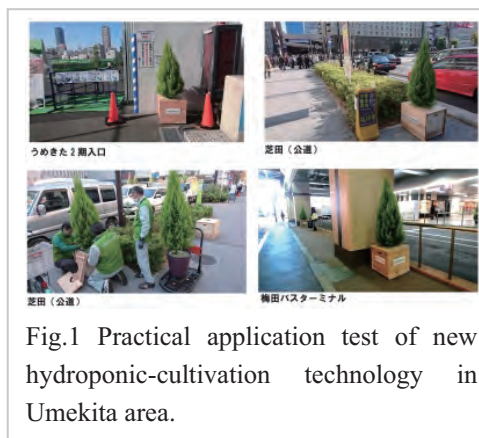 うめきた2期入口
芝田（公道）
芝田（公道）
梅田バスターミナル
Fig.1 Practical application test of new
hydroponic-cultivation technology in
Umekita area.